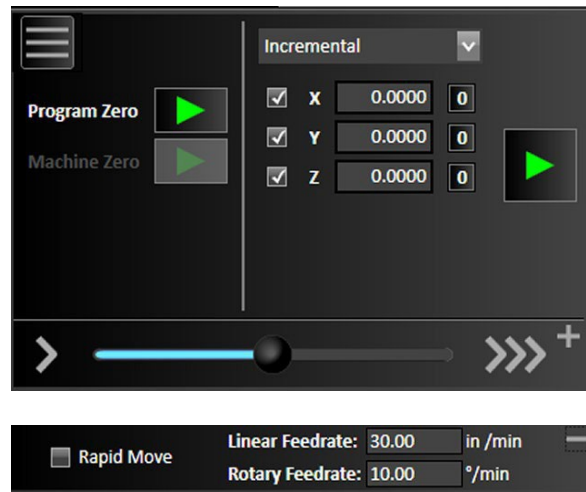 Incremental
Program Zero
X 0.0000 0
Machine Zero
Y 0.0000 0
Z 0.0000 0
Rapid Move
Linear Feedrate: 30.00 in /min
Rotary Feedrate: 10.00 °/min